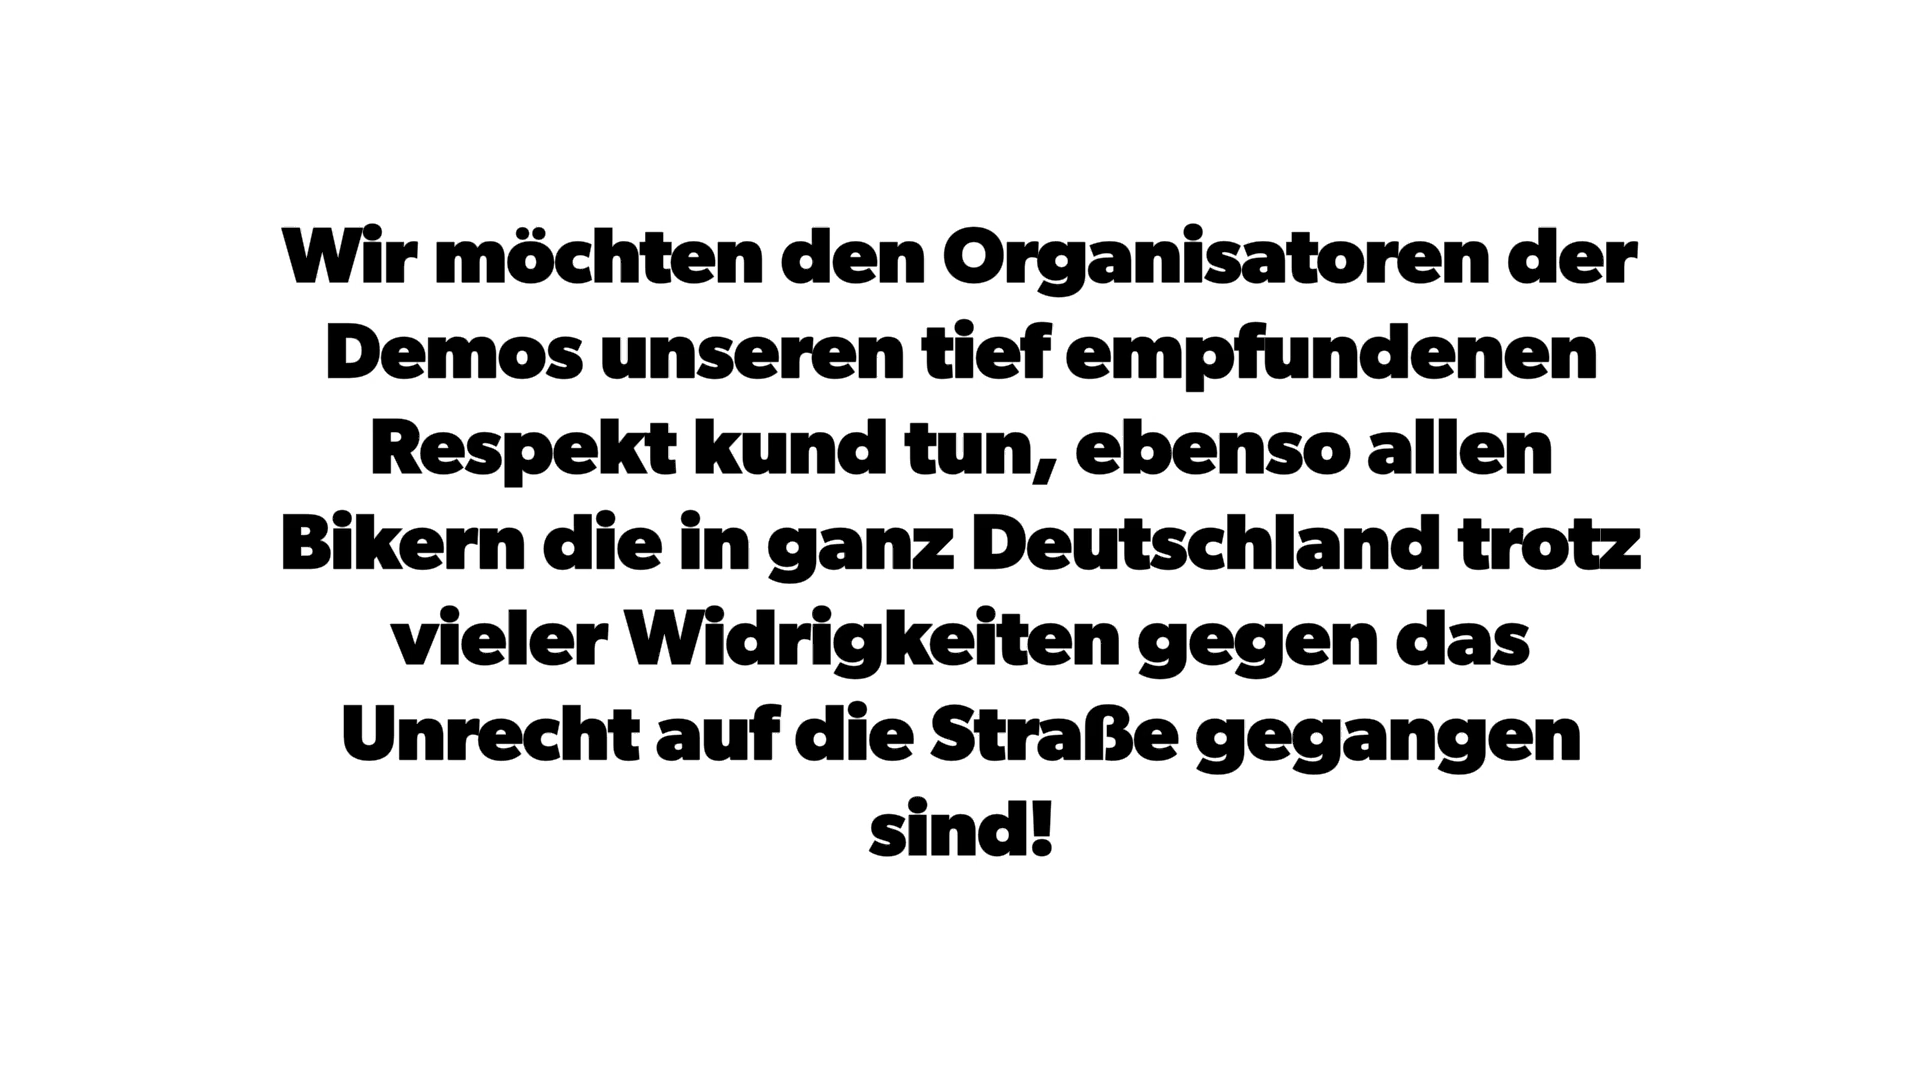 Wir möchten den Organisatoren der
Demos unseren tief empfundenen
Respekt kund tun, ebenso allen
Bikern die in ganz Deutschland trotz
vieler Widrigkeiten gegen das
Unrecht auf die Straße gegangen
sind!